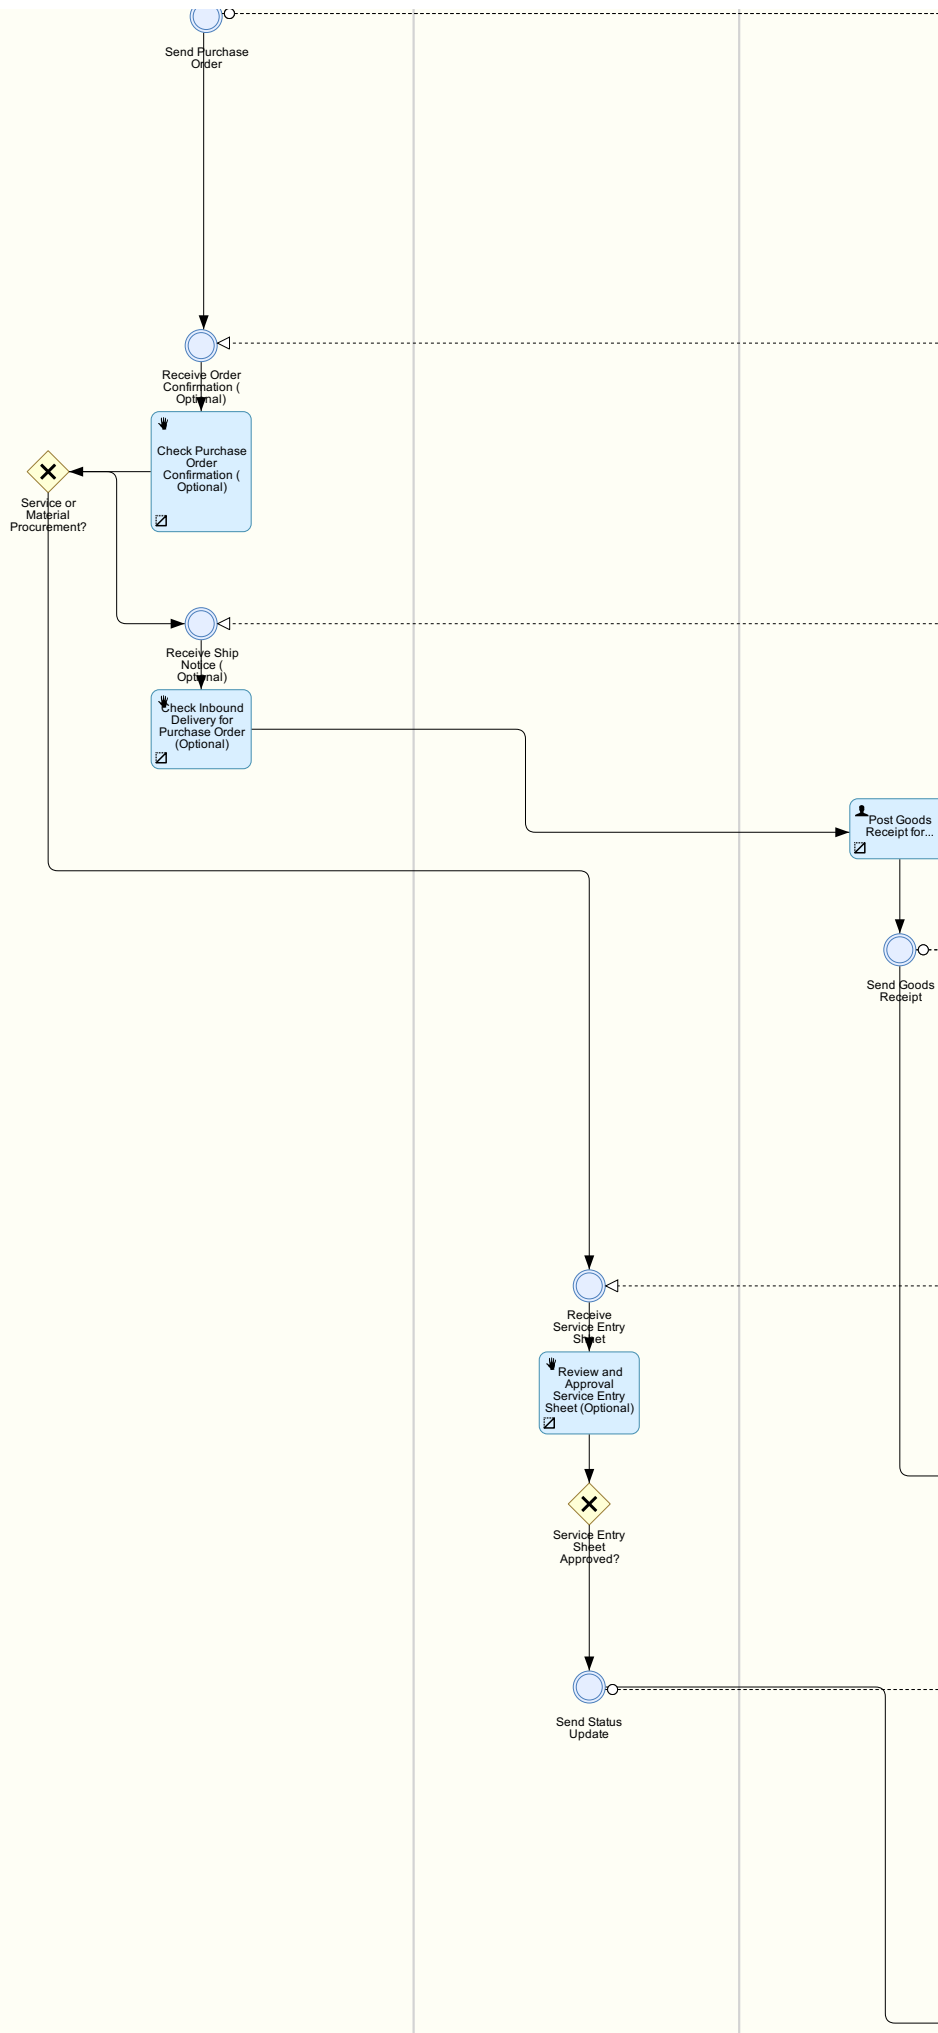 Send Purchase
Order
Receive Order
Confirmation (
Optional)
Check Purchase
Order
Confirmation (
Optional)
Service or
Material
Procurement?
Receive Ship
Notice (
Optional)
Check Inbound
Delivery for
Purchase Order
(Optional)
Post Goods
Receipt for...
Send Goods
Receipt
Receive
Service Entry
Sheet
Review and
Approval
Service Entry
Sheet (Optional)
Service Entry
Sheet
Approved?
Send Status
Update